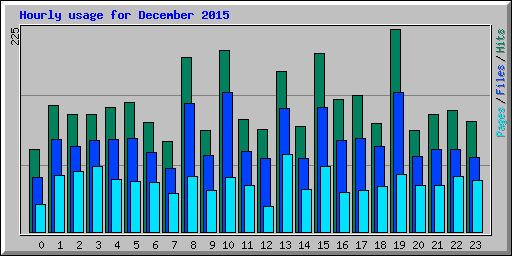 Hourly usage for December 2015
225
Pages / Files / Hits
0 1 2 3 4 5 6 7 8 9 10 11 12 13 14 15 16 17 18 19 20 21 22 23